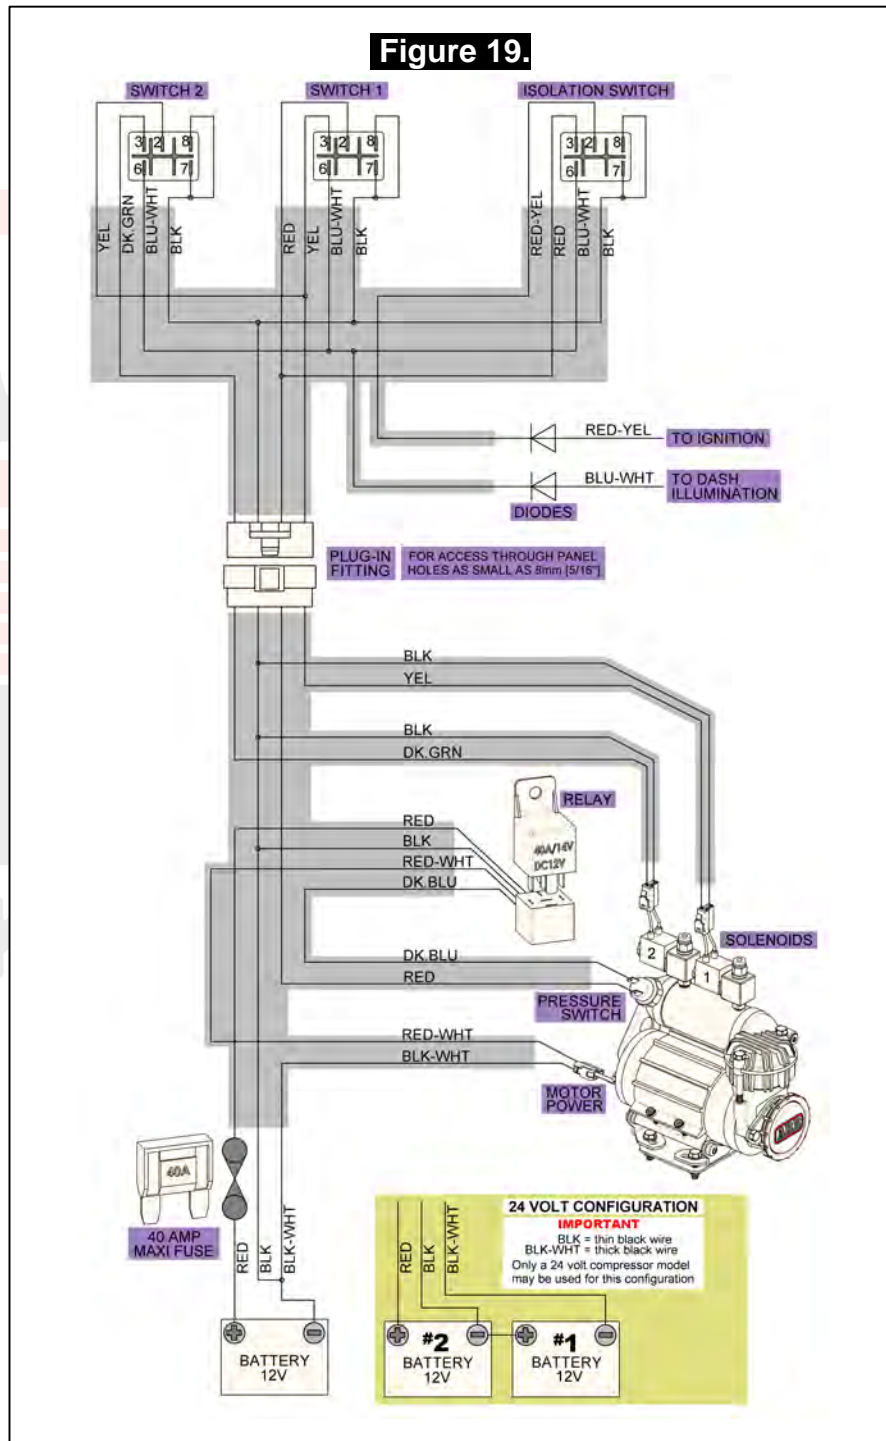 Figure 19.
SWITCH 2
SWITCH 1
ISOLATION SWITCH
3 2 8
6 7
3 2 8
6 7
3 2 8
6 7
YEL
DK.GRN
BLU-WHT
BLK
RED
YEL
BLU-WHT
BLK
RED-YEL
RED
BLU-WHT
BLK
RED-YEL
TO IGNITION
BLU-WHT
TO DASH
ILLUMINATION
DIODES
PLUG-IN
FITTING
FOR ACCESS THROUGH PANEL
HOLES AS SMALL AS 8mm [5/16"]
BLK
YEL
BLK
DK.GRN
RELAY
40A/14V
DC12V
RED
BLK
RED-WHT
DK.BLU
SOLENOIDS
2
1
DK.BLU
RED
PRESSURE
SWITCH
RED-WHT
BLK-WHT
MOTOR
POWER
ARB
40A
40 AMP
MAXI FUSE
RED
BLK
BLK-WHT
BATTERY
12V
RED
BLK
BLK-WHT
24 VOLT CONFIGURATION
IMPORTANT
BLK = thin black wire
BLK-WHT = thick black wire
Only a 24 volt compressor model
may be used for this configuration
#2
BATTERY
12V
#1
BATTERY
12V